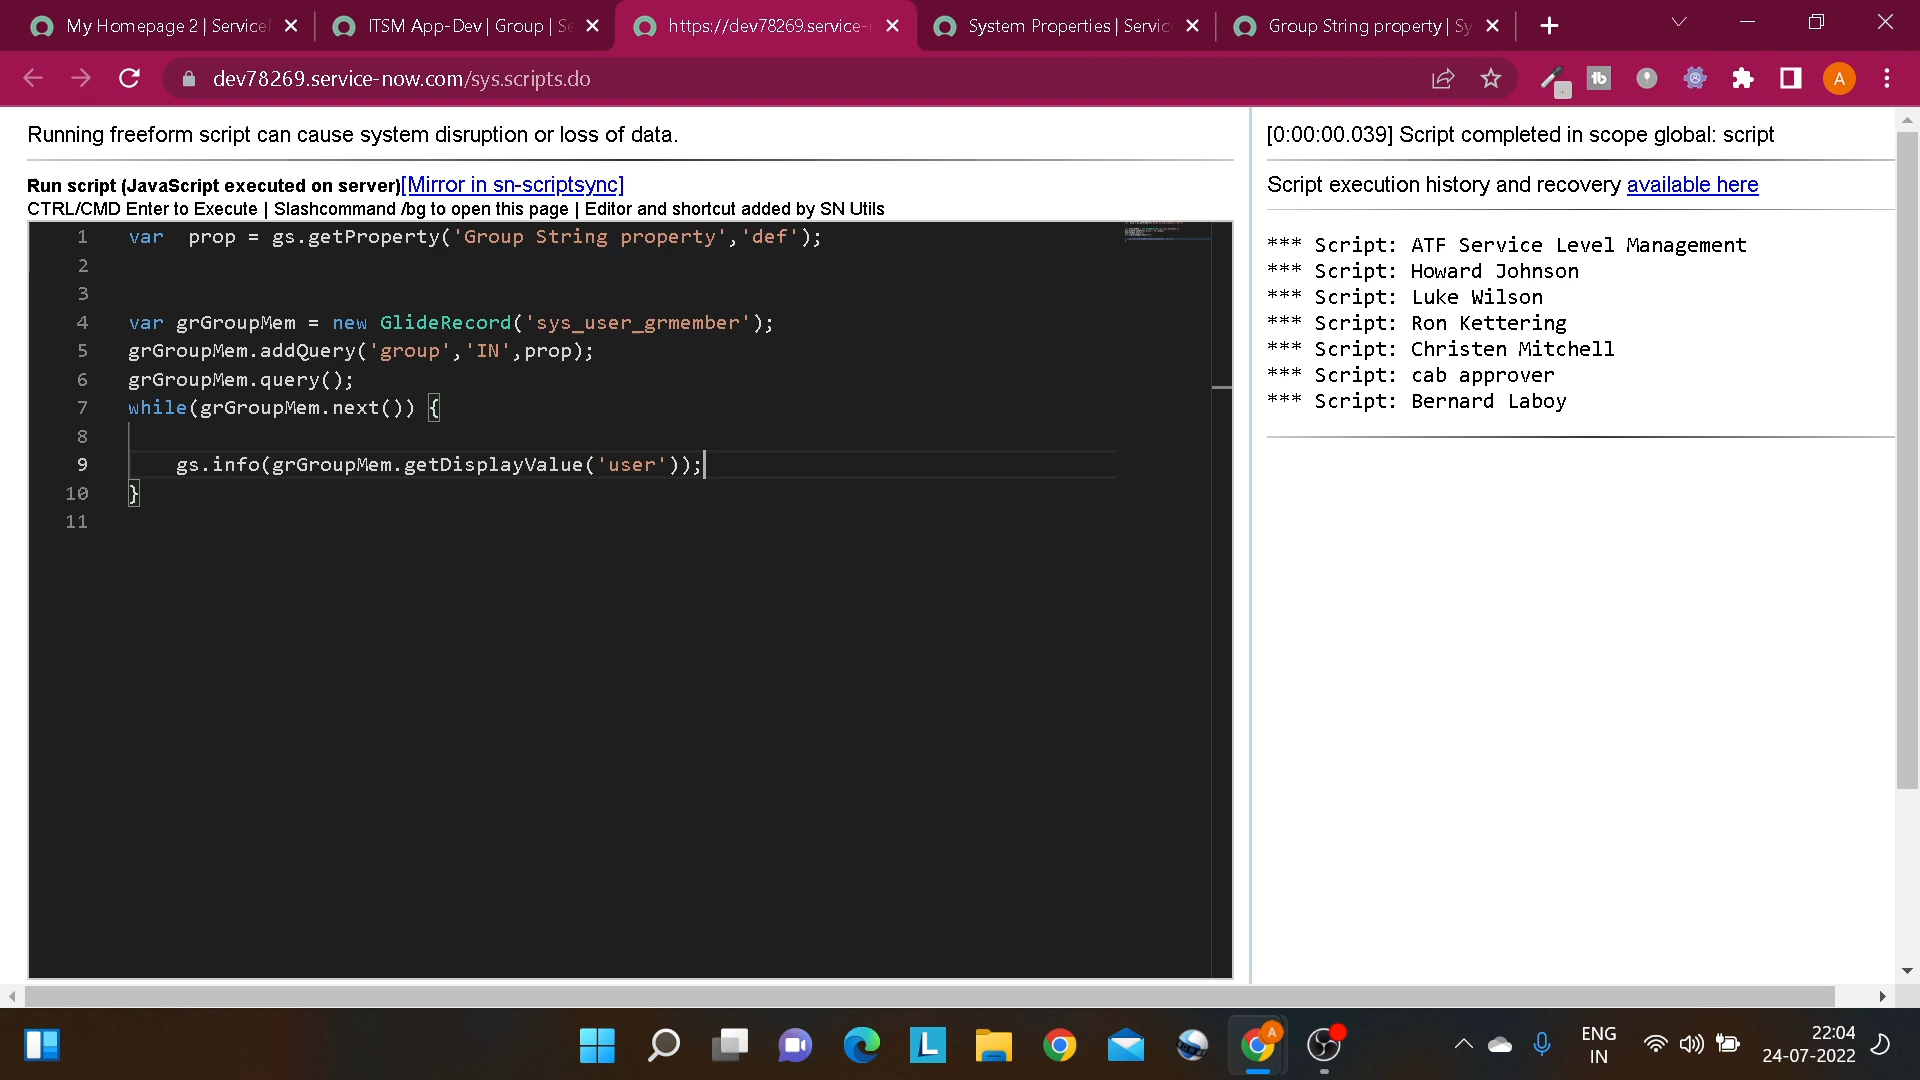 My Homepage 2 | Service
ITSM App-Dev | Group | Se
https://dev78269.service-
System Properties | Servic
Group String property | Sy
dev78269.service-now.com/sys.scripts.do
A
Running freeform script can cause system disruption or loss of data.
Run script (JavaScript executed on server)[Mirror in sn-scriptsync]
CTRL/CMD Enter to Execute | Slashcommand /bg to open this page | Editor and shortcut added by SN Utils
1 var  prop = gs.getProperty('Group String property','def');
2
3
4 var grGroupMem = new GlideRecord('sys_user_grmember');
5 grGroupMem.addQuery('group','IN',prop);
6 grGroupMem.query();
7 while(grGroupMem.next()) {
8
9     gs.info(grGroupMem.getDisplayValue('user'));
10 }
11
[0:00:00.039] Script completed in scope global: script
Script execution history and recovery available here
*** Script: ATF Service Level Management
*** Script: Howard Johnson
*** Script: Luke Wilson
*** Script: Ron Kettering
*** Script: Christen Mitchell
*** Script: cab approver
*** Script: Bernard Laboy
L
A
ENG
IN
22:04
24-07-2022